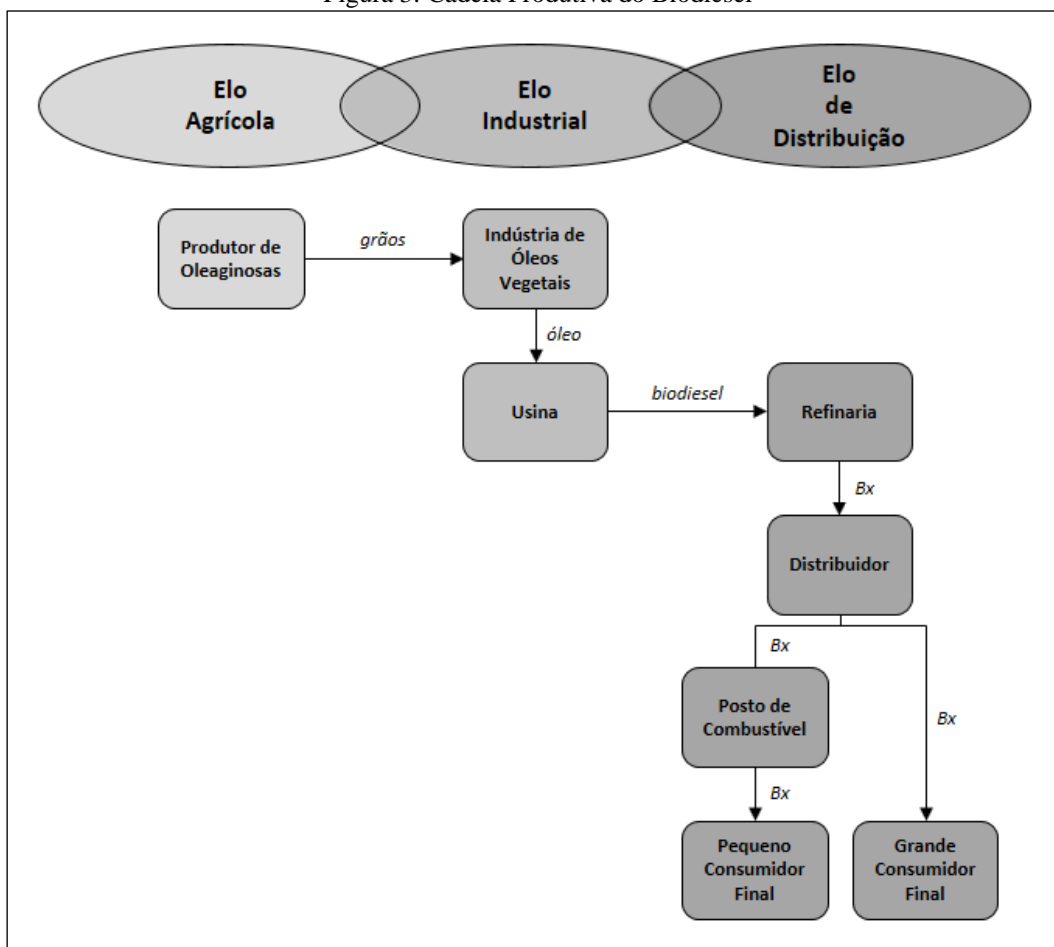 Figura 3: Cadeia Produtiva do Biodiesel
Elo
Agrícola
Elo
Industrial
Elo
de
Distribuição
Produtor de
Oleaginosas
grãos
Indústria de
Óleos
Vegetais
óleo
Usina
biodiesel
Refinaria
Bx
Distribuidor
Bx
Posto de
Combustível
Bx
Bx
Pequeno
Consumidor
Final
Grande
Consumidor
Final